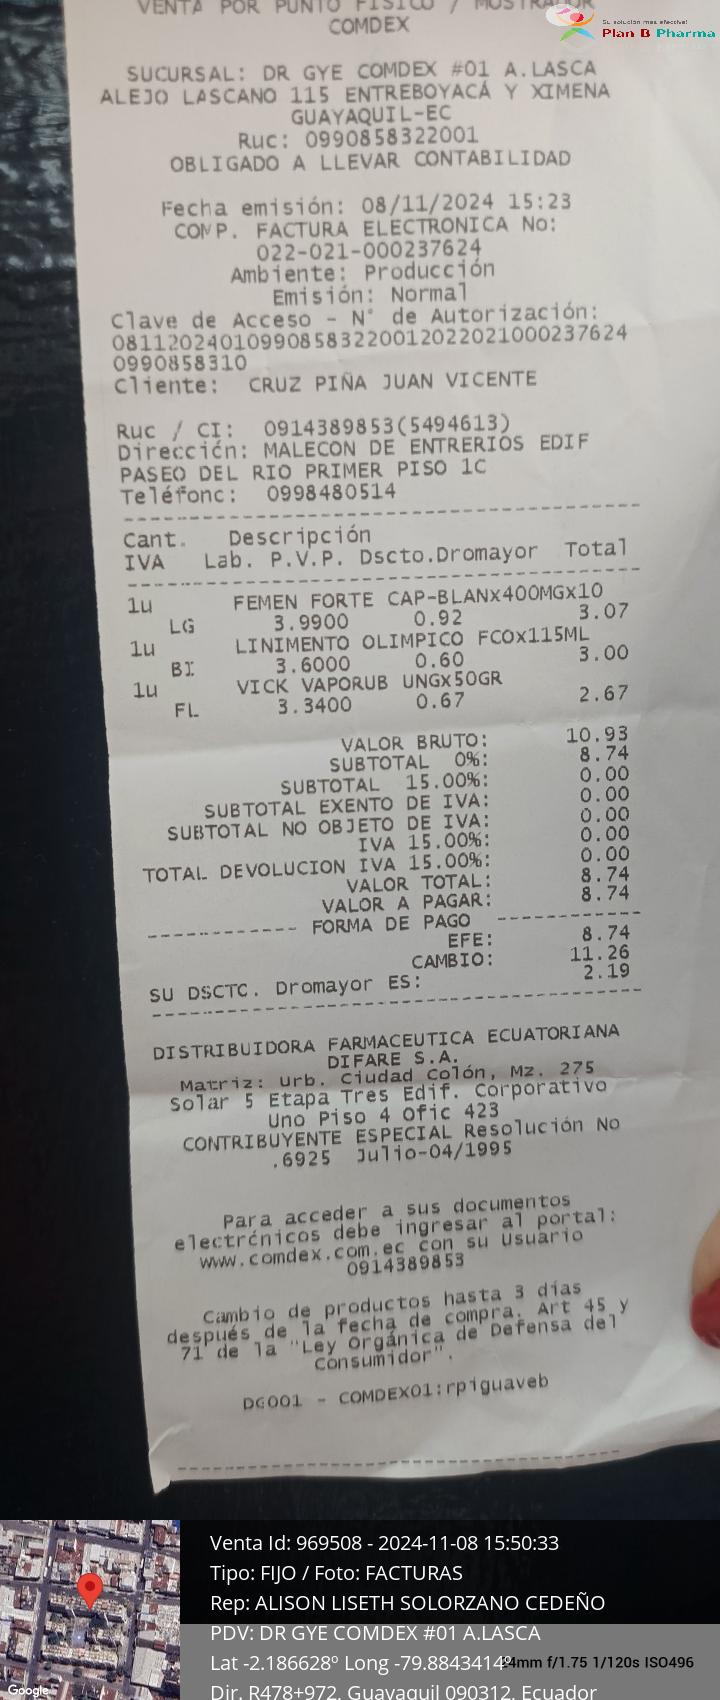 VENTA POR PUNTO FISICO / MOSTRADOR
COMDEX
Su solución más efectiva!
Plan B Pharma
SUCURSAL: DR GYE COMDEX #01 A.LASCA
ALEJO LASCANO 115 ENTREBOYACÁ Y XIMENA
GUAYAQUIL-EC
Ruc: 0990858322001
OBLIGADO A LLEVAR CONTABILIDAD
Fecha emisión: 08/11/2024 15:23
COMP. FACTURA ELECTRONICA No:
022-021-000237624
Ambiente: Producción
Emisión: Normal
Clave de Acceso - N° de Autorización:
081120240109908583220012022021000237624
0990858310
Cliente: CRUZ PIÑA JUAN VICENTE
Ruc / CI: 0914389853(5494613)
Dirección: MALECON DE ENTRERIOS EDIF
PASEO DEL RIO PRIMER PISO 1C
Teléfono: 0998480514
Cant. Descripción
IVA Lab. P.V.P. Dscto.Dromayor Total
1u FEMEN FORTE CAP-BLANx400MGx10
LG 3.9900 0.92 3.07
1u LINIMENTO OLIMPICO FCOx115ML
BI 3.6000 0.60 3.00
1u VICK VAPORUB UNGx50GR
FL 3.3400 0.67 2.67
VALOR BRUTO: 10.93
SUBTOTAL 0%: 8.74
SUBTOTAL 15.00%: 0.00
SUBTOTAL EXENTO DE IVA: 0.00
SUBTOTAL NO OBJETO DE IVA: 0.00
IVA 15.00%: 0.00
TOTAL DEVOLUCION IVA 15.00%: 0.00
VALOR TOTAL: 8.74
VALOR A PAGAR: 8.74
----------- FORMA DE PAGO -----------
EFE: 8.74
CAMBIO: 11.26
SU DSCTO. Dromayor ES: 2.19
DISTRIBUIDORA FARMACEUTICA ECUATORIANA
DIFARE S.A.
Matriz: Urb. Ciudad Colón, Mz. 275
Solar 5 Etapa Tres Edif. Corporativo
Uno Piso 4 Ofic 423
CONTRIBUYENTE ESPECIAL Resolución No
.6925 Julio-04/1995
Para acceder a sus documentos
electrónicos debe ingresar al portal:
www.comdex.com.ec con su Usuario
0914389853
Cambio de productos hasta 3 días
después de la fecha de compra. Art 45 y
71 de la "Ley Orgánica de Defensa del
Consumidor".
DG001 - COMDEX01:rpiguaveb
Venta Id: 969508 - 2024-11-08 15:50:33
Tipo: FIJO / Foto: FACTURAS
Rep: ALISON LISETH SOLORZANO CEDEÑO
PDV: DR GYE COMDEX #01 A.LASCA
Lat -2.186628º Long -79.8843414º
24mm f/1.75 1/120s ISO496
Dir. R478+972, Guayaquil 090312, Ecuador
Google